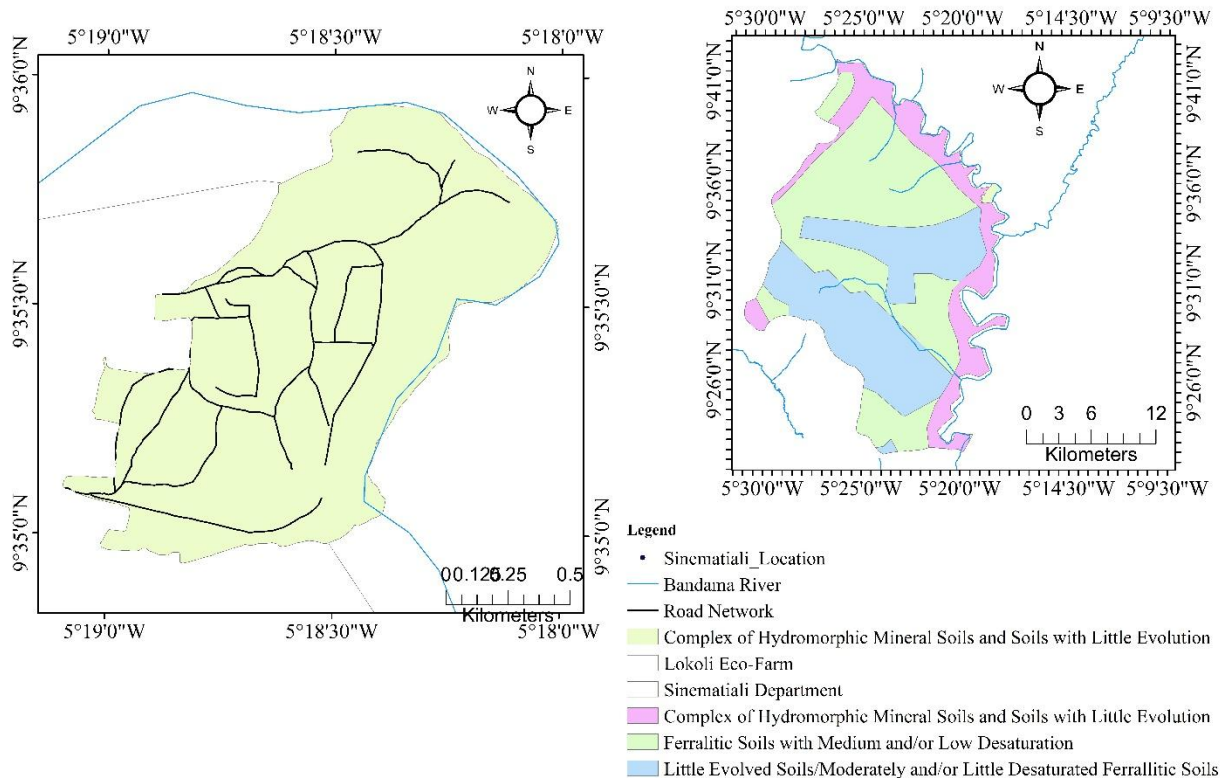 5°19'0"W 5°18'30"W 5°18'0"W
9°36'0"N
9°35'30"N
9°35'0"N
N
W E
S
9°35'30"N
9°35'0"N
0 0.125 0.25 0.5
Kilometers
5°19'0"W 5°18'30"W 5°18'0"W
5°30'0"W 5°25'0"W 5°20'0"W 5°14'30"W 5°9'30"W
9°41'0"N
9°36'0"N
9°31'0"N
9°26'0"N
N
W E
S
9°41'0"N
9°36'0"N
9°31'0"N
9°26'0"N
0 3 6 12
Kilometers
5°30'0"W 5°25'0"W 5°20'0"W 5°14'30"W 5°9'30"W
Legend
Sinematiali_Location
Bandama River
Road Network
Complex of Hydromorphic Mineral Soils and Soils with Little Evolution
Lokoli Eco-Farm
Sinematiali Department
Complex of Hydromorphic Mineral Soils and Soils with Little Evolution
Ferralitic Soils with Medium and/or Low Desaturation
Little Evolved Soils/Moderately and/or Little Desaturated Ferrallitic Soils